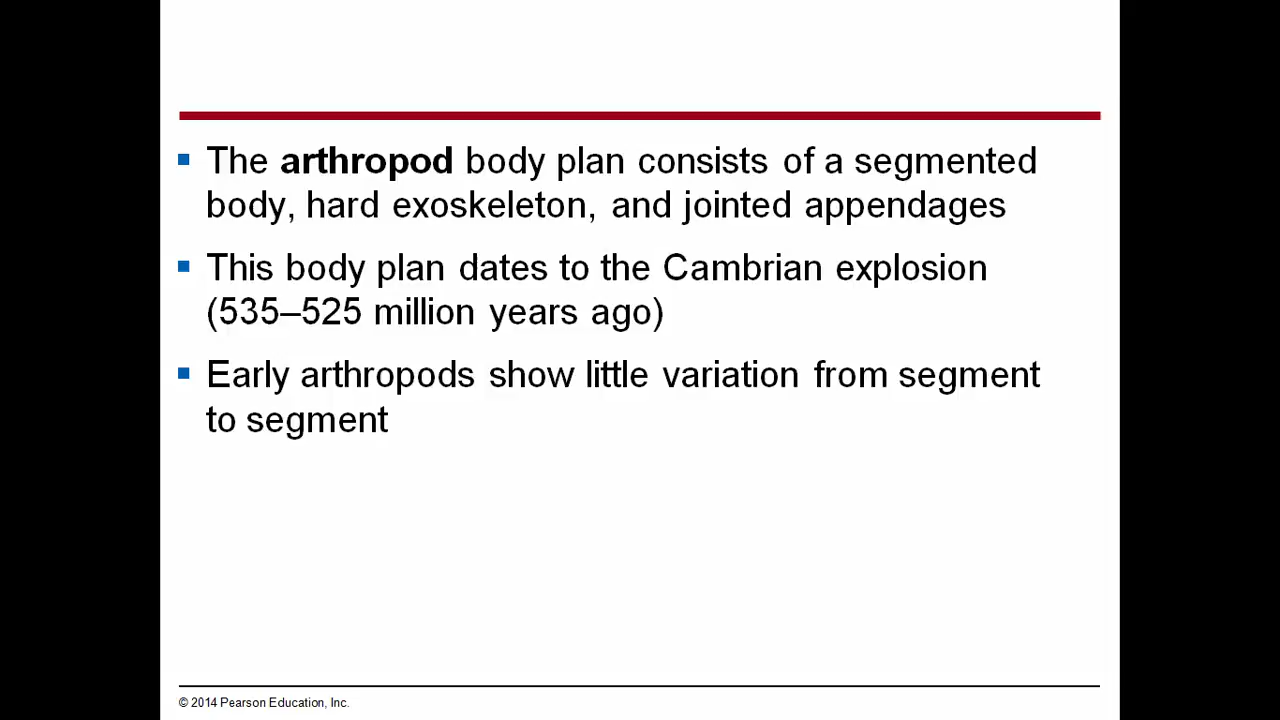 ▪ The arthropod body plan consists of a segmented
body, hard exoskeleton, and jointed appendages
▪ This body plan dates to the Cambrian explosion
(535–525 million years ago)
▪ Early arthropods show little variation from segment
to segment
© 2014 Pearson Education, Inc.